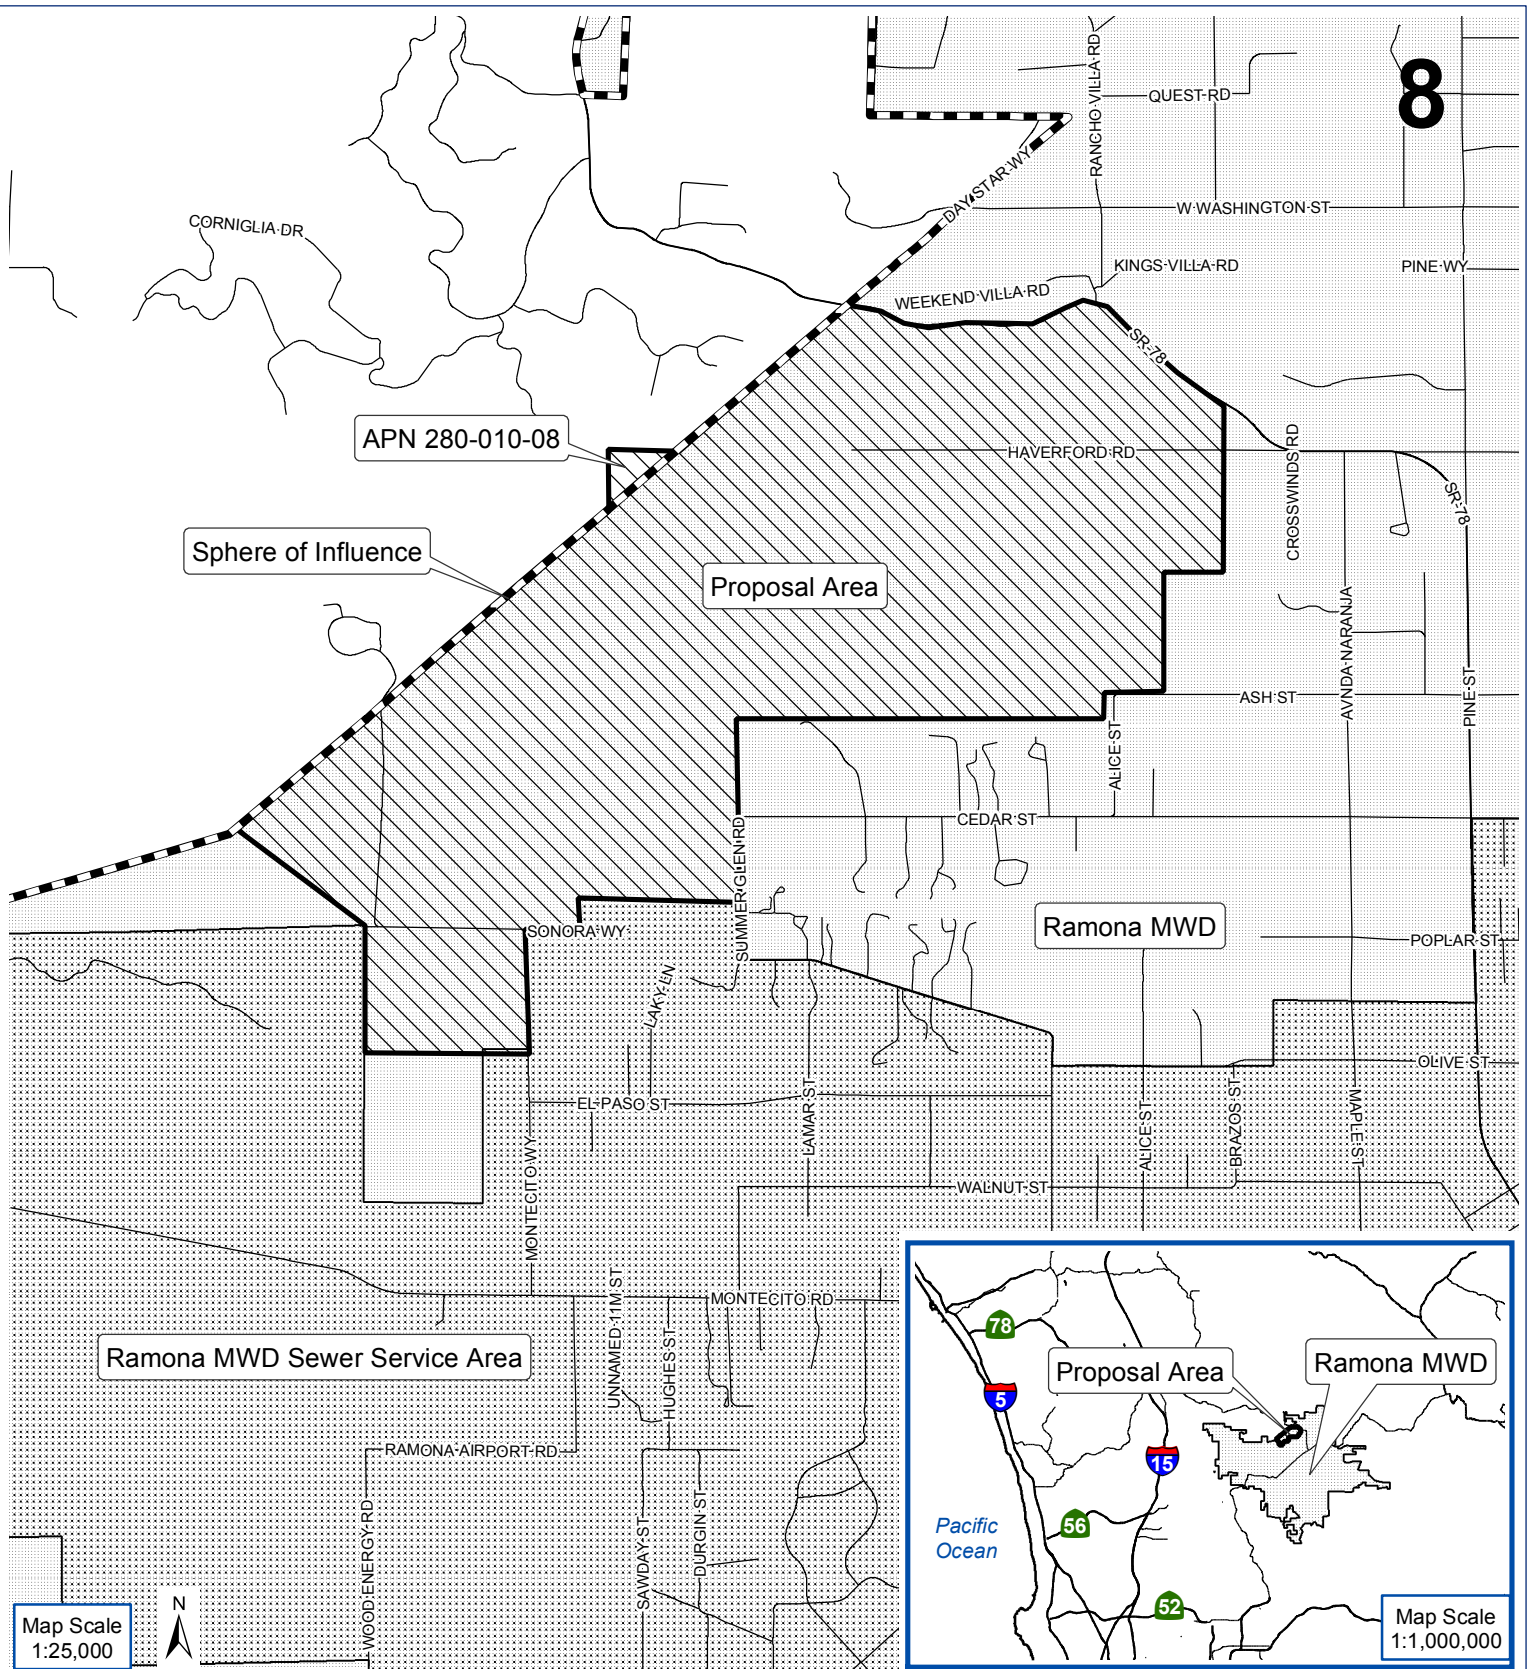 8
RANCHO VILLA RD
QUEST RD
DAY STAR WY
W WASHINGTON ST
CORNIGLIA DR
KINGS VILLA RD
PINE WY
WEEKEND VILLA RD
SR-78
APN 280-010-08
HAVERFORD RD
CROSSWINDS RD
SR-78
Sphere of Influence
Proposal Area
AVNDA NARANJA
ASH ST
PINE ST
ALICE ST
CEDAR ST
SUMMER GLEN RD
SONORA WY
Ramona MWD
POPLAR ST
LAKY LN
OLIVE ST
EL PASO ST
LAMAR ST
ALICE ST
BRAZOS ST
MAPLE ST
MONTECITO WY
WALNUT ST
UNNAMED 11M ST
MONTECITO RD
HUGHES ST
Ramona MWD Sewer Service Area
RAMONA AIRPORT RD
WOODENERGY RD
SAWDAY ST
DURGIN ST
N
Map Scale
1:25,000
78
Proposal Area
Ramona MWD
5
15
56
Pacific
Ocean
52
Map Scale
1:1,000,000